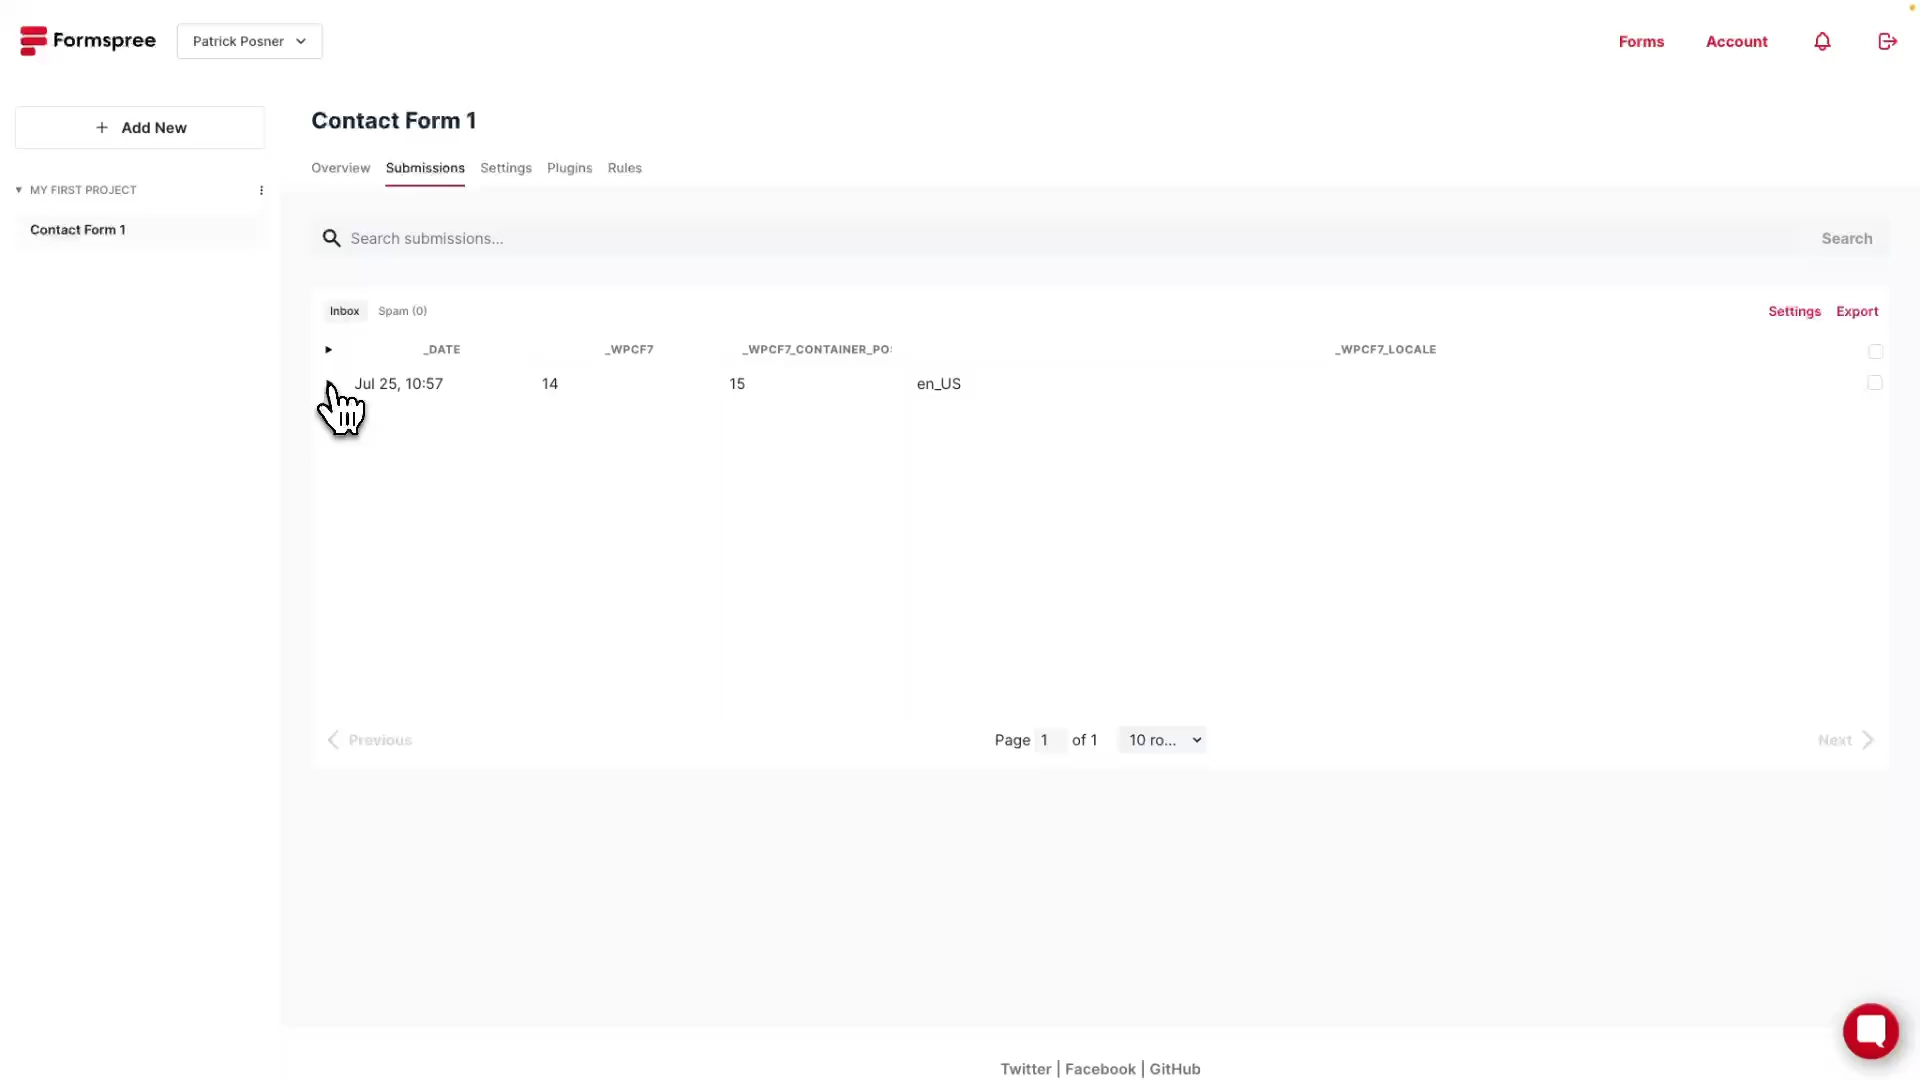 Formspree
Patrick Posner
Forms
Account
Add New
MY FIRST PROJECT
Contact Form 1
Contact Form 1
Overview
Submissions
Settings
Plugins
Rules
Search submissions...
Search
Inbox
Spam (0)
Settings
Export
_DATE
_WPCF7
_WPCF7_CONTAINER_POS
_WPCF7_LOCALE
Jul 25, 10:57
14
15
en_US
Previous
Page 1 of 1
10 ro...
Next
Twitter | Facebook | GitHub